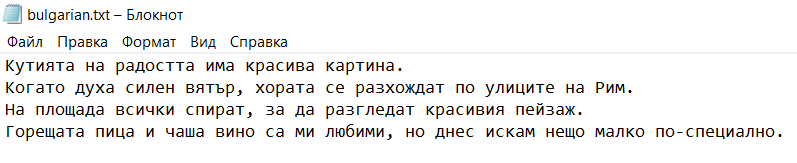 bulgarian.txt – Блокнот
Файл Правка Формат Вид Справка
Кутията на радостта има красива картина.
Когато духа силен вятър, хората се разхождат по улиците на Рим.
На площада всички спират, за да разгледат красивия пейзаж.
Горещата пица и чаша вино са ми любими, но днес искам нещо малко по-специално.